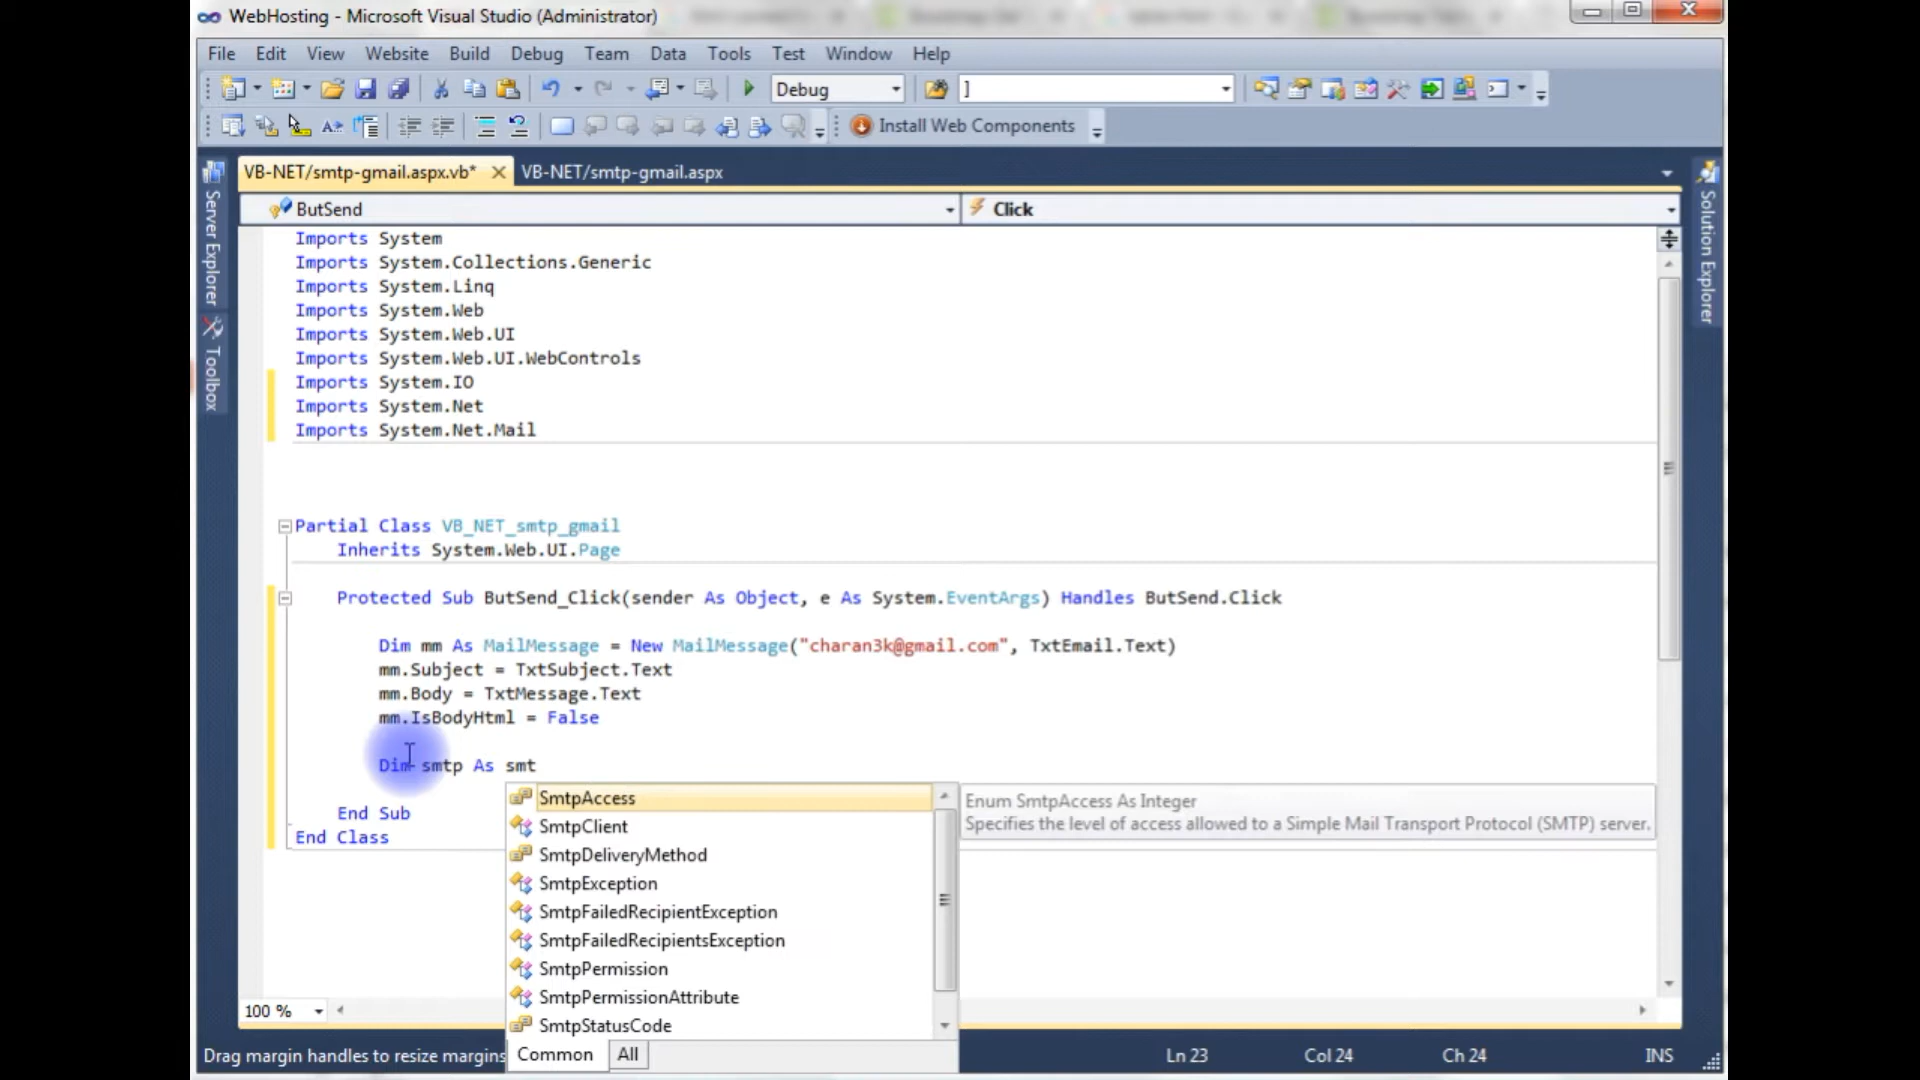 WebHosting - Microsoft Visual Studio (Administrator)
File Edit View Website Build Debug Team Data Tools Test Window Help
Debug ]
Install Web Components
Server Explorer
Toolbox
Solution Explorer
VB-NET/smtp-gmail.aspx.vb* VB-NET/smtp-gmail.aspx
ButSend Click
Imports System
Imports System.Collections.Generic
Imports System.Linq
Imports System.Web
Imports System.Web.UI
Imports System.Web.UI.WebControls
Imports System.IO
Imports System.Net
Imports System.Net.Mail
Partial Class VB_NET_smtp_gmail
Inherits System.Web.UI.Page
Protected Sub ButSend_Click(sender As Object, e As System.EventArgs) Handles ButSend.Click
Dim mm As MailMessage = New MailMessage("charan3k@gmail.com", TxtEmail.Text)
mm.Subject = TxtSubject.Text
mm.Body = TxtMessage.Text
mm.IsBodyHtml = False
Dim smtp As smt
End Sub
End Class
SmtpAccess
SmtpClient
SmtpDeliveryMethod
SmtpException
SmtpFailedRecipientException
SmtpFailedRecipientsException
SmtpPermission
SmtpPermissionAttribute
SmtpStatusCode
Common All
Enum SmtpAccess As Integer
Specifies the level of access allowed to a Simple Mail Transport Protocol (SMTP) server.
100 %
Drag margin handles to resize margins
Ln 23 Col 24 Ch 24 INS